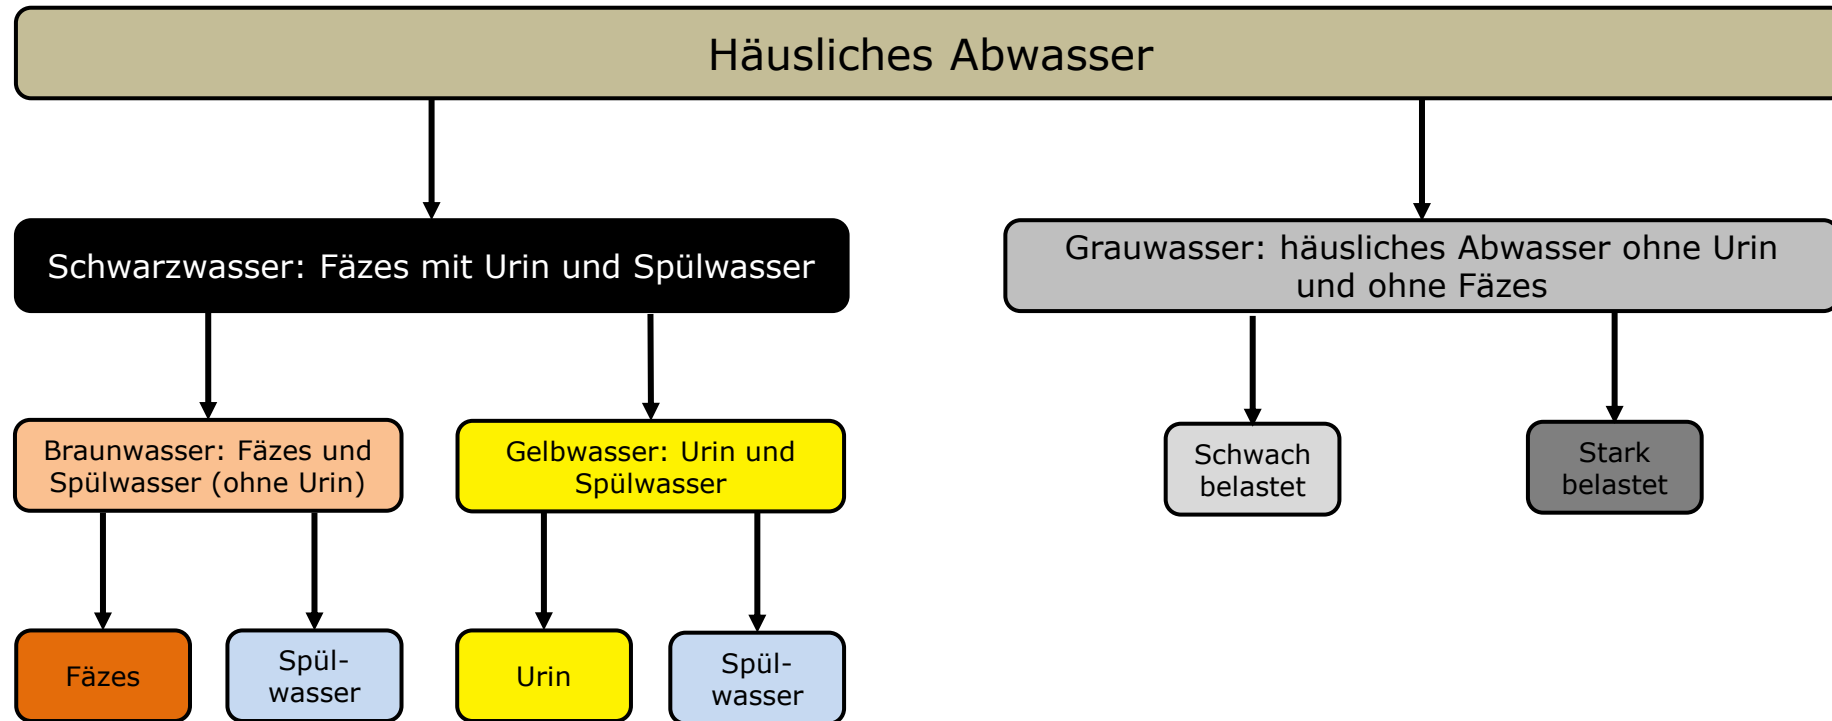 Häusliches Abwasser
Schwarzwasser: Fäzes mit Urin und Spülwasser
Grauwasser: häusliches Abwasser ohne Urin
und ohne Fäzes
Braunwasser: Fäzes und
Spülwasser (ohne Urin)
Gelbwasser: Urin und
Spülwasser
Schwach
belastet
Stark
belastet
Fäzes
Spül-
wasser
Urin
Spül-
wasser